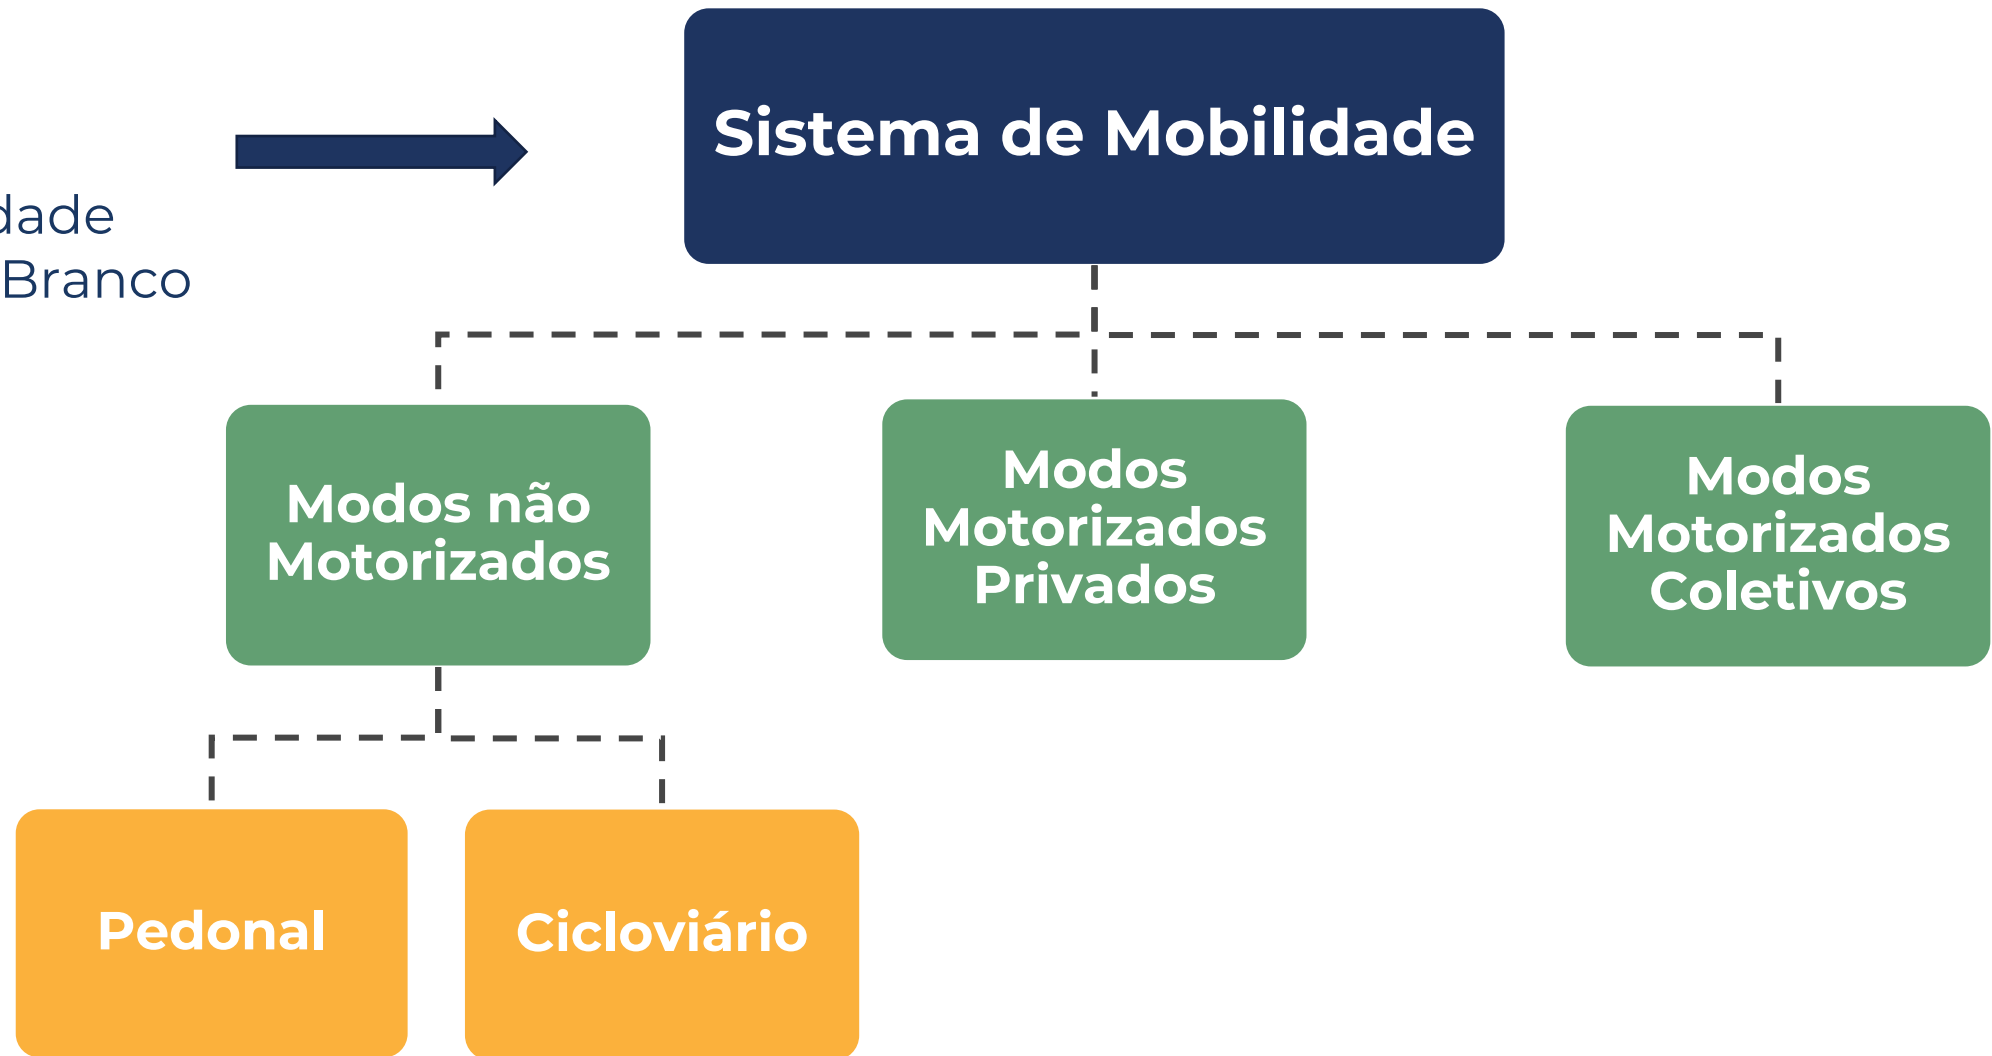 Sistema de Mobilidade
dade
Branco
Modos não
Motorizados
Modos
Motorizados
Privados
Modos
Motorizados
Coletivos
Pedonal
Cicloviário